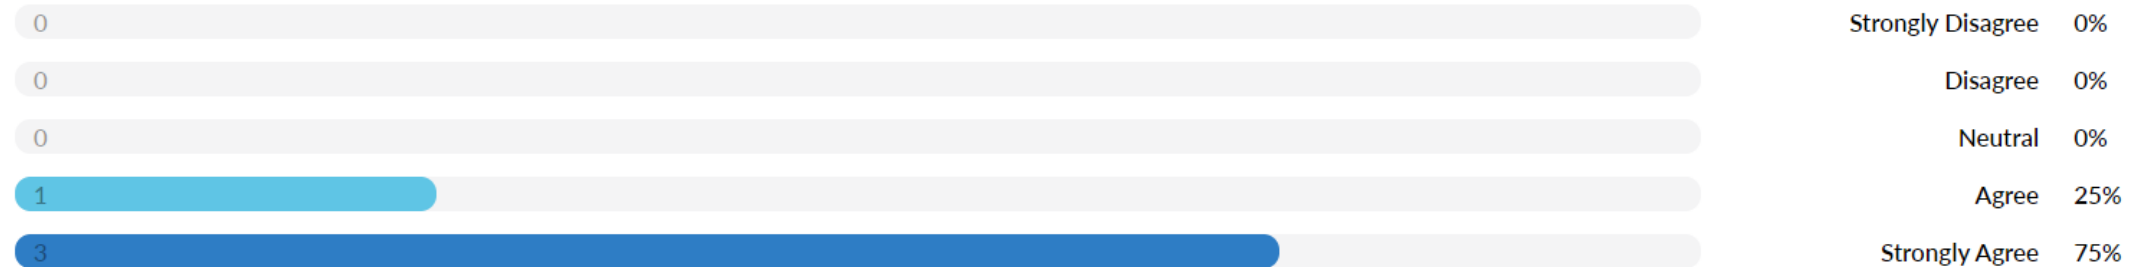 0 Strongly Disagree 0%
0 Disagree 0%
0 Neutral 0%
1 Agree 25%
3 Strongly Agree 75%